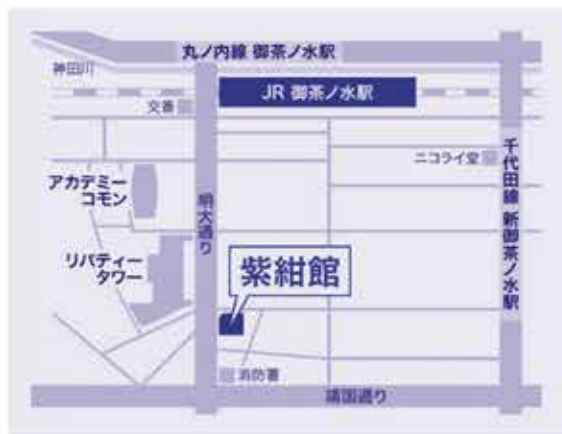 丸ノ内線 御茶ノ水駅
神田川
JR 御茶ノ水駅
交番
ニコライ堂
千代田線 新御茶ノ水駅
アカデミー
コモン
明大通り
リバティー
タワー
紫紺館
消防署
靖国通り